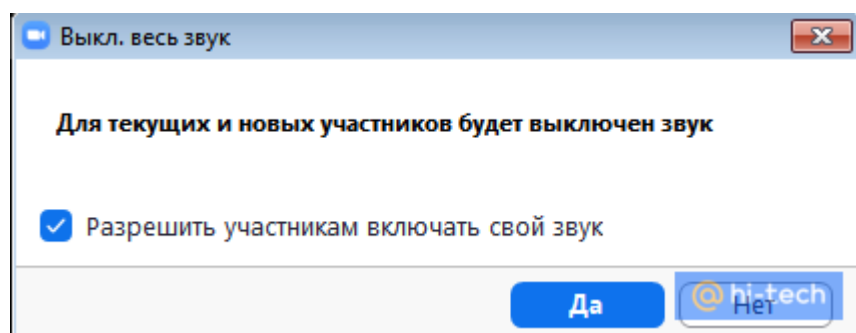 Выкл. весь звук
Для текущих и новых участников будет выключен звук
Разрешить участникам включать свой звук
Да
Нет
@ hi-tech